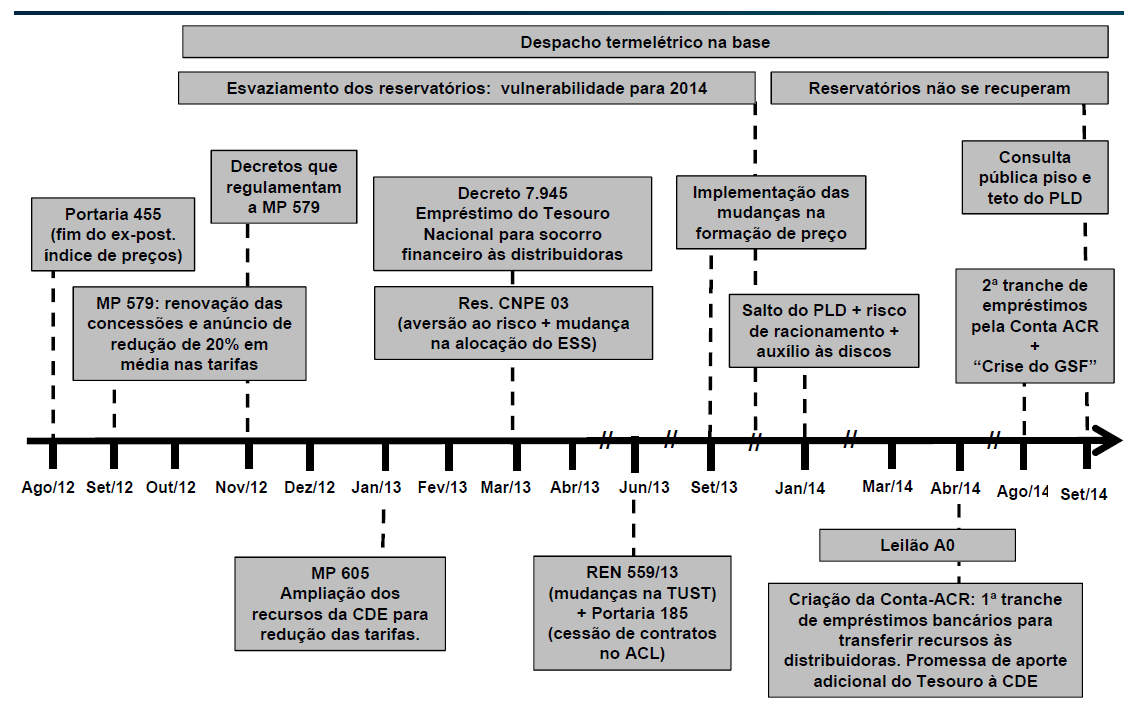 Despacho termelétrico na base
Esvaziamento dos reservatórios: vulnerabilidade para 2014
Reservatórios não se recuperam
Portaria 455
(fim do ex-post.
índice de preços)
MP 579: renovação das
concessões e anúncio de
redução de 20% em
média nas tarifas
Decretos que
regulamentam
a MP 579
Decreto 7.945
Empréstimo do Tesouro
Nacional para socorro
financeiro às distribuidoras
Res. CNPE 03
(aversão ao risco + mudança
na alocação do ESS)
Implementação das
mudanças na
formação de preço
Salto do PLD + risco
de racionamento +
auxílio às discos
Consulta
pública piso e
teto do PLD
2ª tranche de
empréstimos
pela Conta ACR
+
“Crise do GSF”
// // // // //
Ago/12 Set/12 Out/12 Nov/12 Dez/12 Jan/13 Fev/13 Mar/13 Abr/13 Jun/13 Set/13 Jan/14 Mar/14 Abr/14 Ago/14 Set/14
MP 605
Ampliação dos
recursos da CDE para
redução das tarifas.
REN 559/13
(mudanças na TUST)
+ Portaria 185
(cessão de contratos
no ACL)
Leilão A0
Criação da Conta-ACR: 1ª tranche
de empréstimos bancários para
transferir recursos às
distribuidoras. Promessa de aporte
adicional do Tesouro à CDE